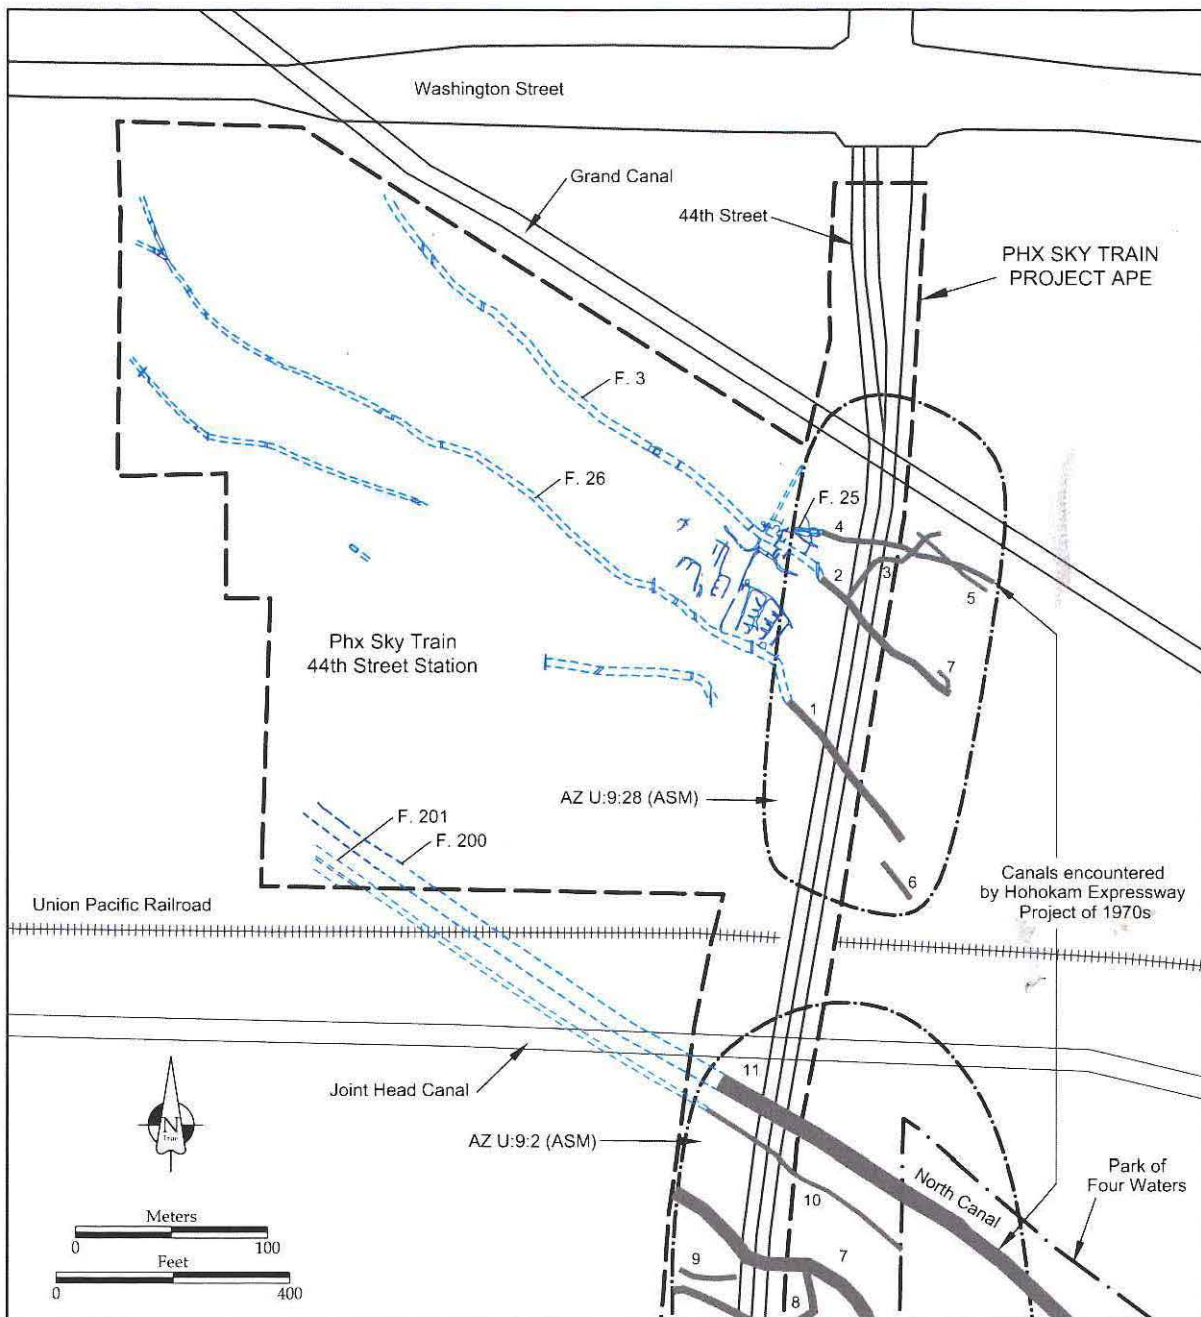 Washington Street
Grand Canal
44th Street
PHX SKY TRAIN
PROJECT APE
F. 3
F. 26
F. 25
4
2
3
5
7
1
6
Phx Sky Train
44th Street Station
AZ U:9:28 (ASM)
F. 201
F. 200
Canals encountered
by Hohokam Expressway
Project of 1970s
Union Pacific Railroad
11
Joint Head Canal
N
True
AZ U:9:2 (ASM)
Park of
Four Waters
North Canal
10
9
7
8
Meters
0 100
Feet
0 400